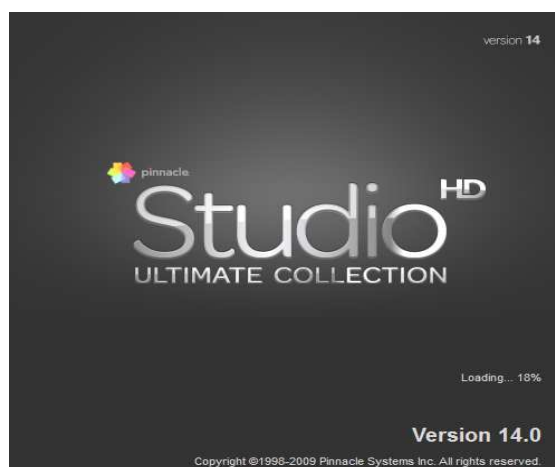 version 14
pinnacle
Studio HD
ULTIMATE COLLECTION
Loading... 18%
Version 14.0
Copyright ©1998-2009 Pinnacle Systems Inc. All rights reserved.